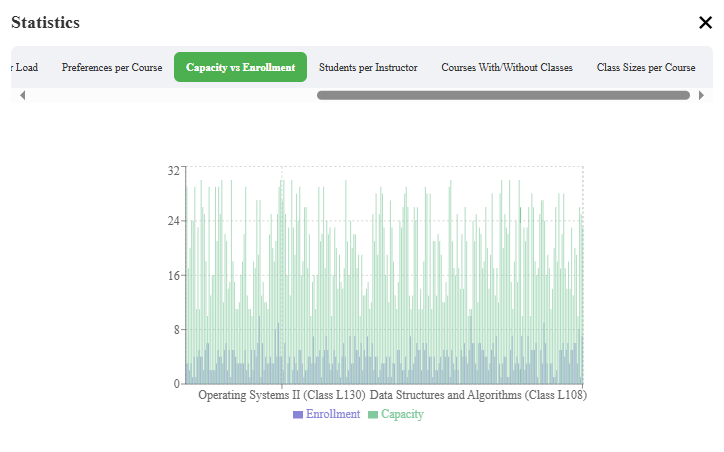 Statistics
r Load Preferences per Course Capacity vs Enrollment Students per Instructor Courses With/Without Classes Class Sizes per Course
32
24
16
8
0
Operating Systems II (Class L130) Data Structures and Algorithms (Class L108)
Enrollment Capacity